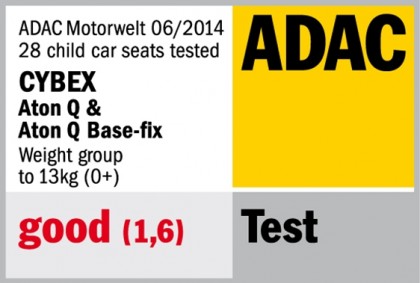 ADAC Motorwelt 06/2014
28 child car seats tested
CYBEX
Aton Q &
Aton Q Base-fix
Weight group
to 13kg (0+)
good (1,6)
ADAC
Test